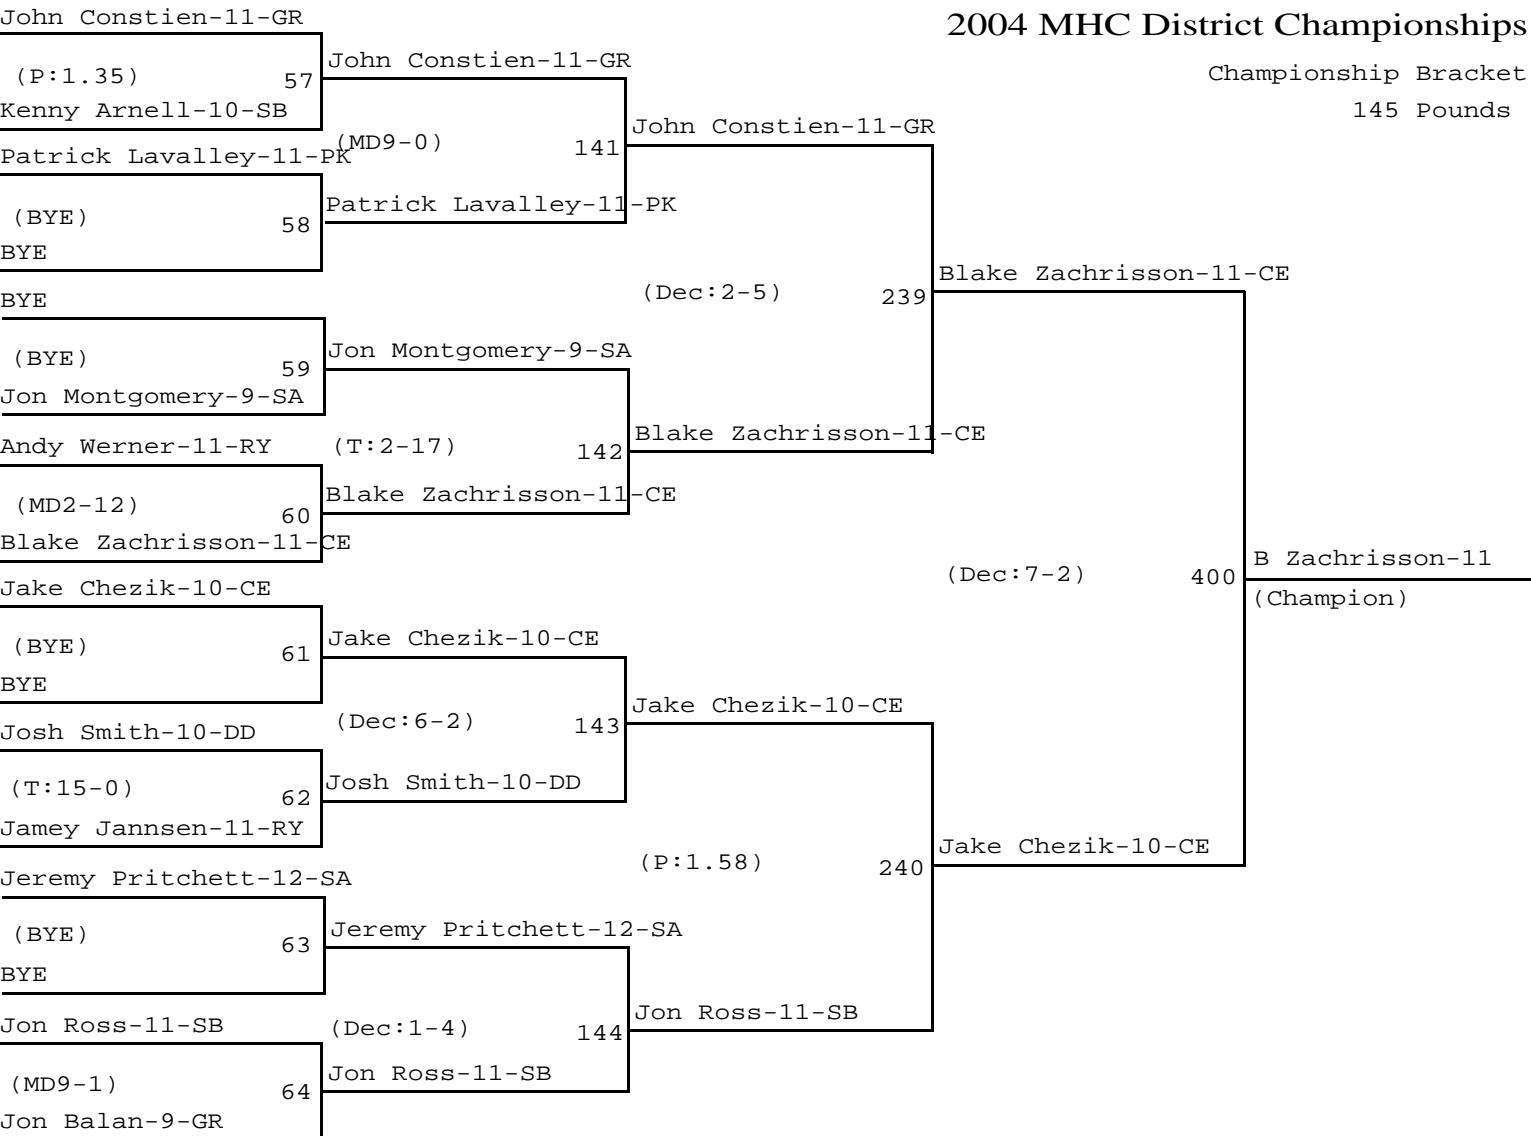 John Constien-11-GR
2004 MHC District Championships
John Constien-11-GR
(P:1.35)
57
Championship Bracket
Kenny Arnell-10-SB
145 Pounds
John Constien-11-GR
(MD9-0)
141
Patrick Lavalley-11-PK
Patrick Lavalley-11-PK
(BYE)
58
BYE
Blake Zachrisson-11-CE
(Dec:2-5)
239
BYE
Jon Montgomery-9-SA
(BYE)
59
Jon Montgomery-9-SA
Blake Zachrisson-11-CE
Andy Werner-11-RY
(T:2-17)
142
Blake Zachrisson-11-CE
(MD2-12)
60
Blake Zachrisson-11-CE
B Zachrisson-11
(Dec:7-2)
400
(Champion)
Jake Chezik-10-CE
Jake Chezik-10-CE
(BYE)
61
BYE
Jake Chezik-10-CE
(Dec:6-2)
143
Josh Smith-10-DD
Josh Smith-10-DD
(T:15-0)
62
Jamey Jannsen-11-RY
Jake Chezik-10-CE
(P:1.58)
240
Jeremy Pritchett-12-SA
Jeremy Pritchett-12-SA
(BYE)
63
BYE
Jon Ross-11-SB
Jon Ross-11-SB
(Dec:1-4)
144
Jon Ross-11-SB
(MD9-1)
64
Jon Balan-9-GR